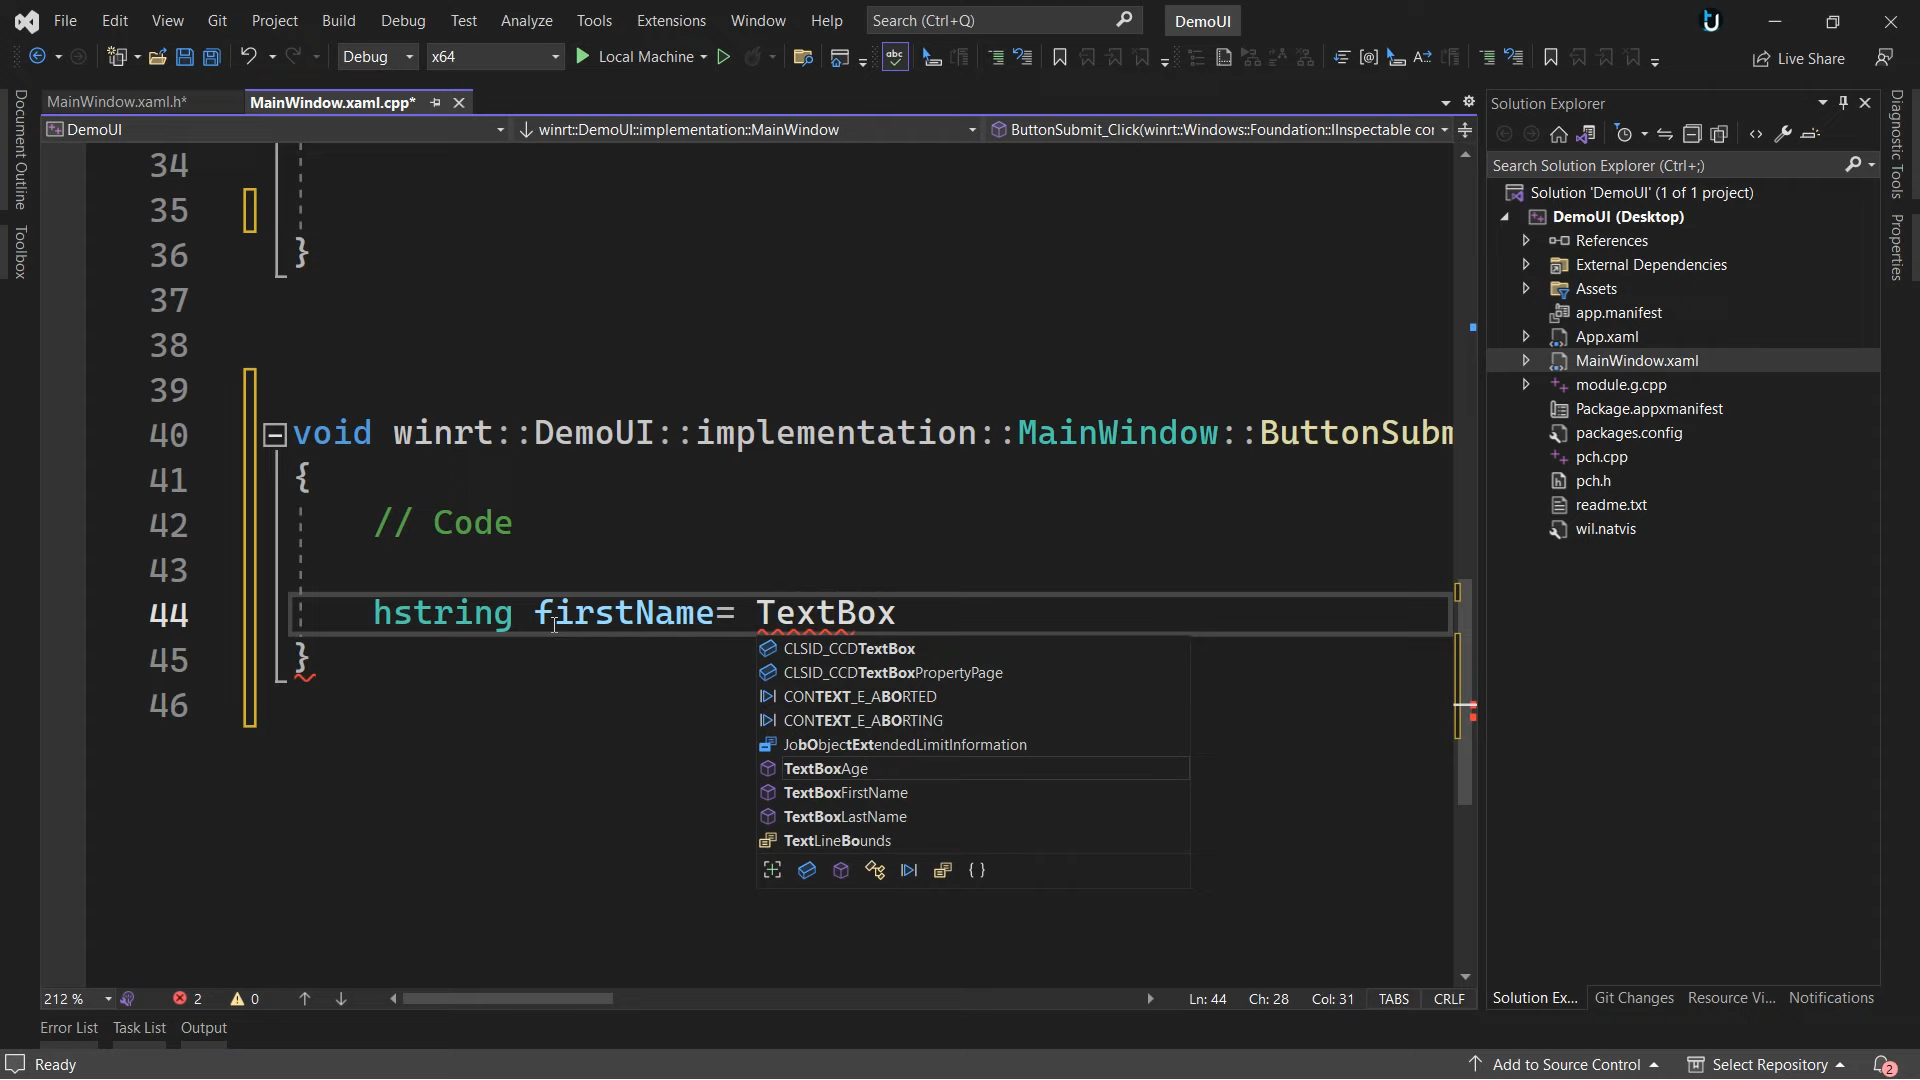 File Edit View Git Project Build Debug Test Analyze Tools Extensions Window Help Search (Ctrl+Q) DemoUI
Debug x64 Local Machine abc Live Share
Document Outline
Toolbox
MainWindow.xaml.h* MainWindow.xaml.cpp*
DemoUI winrt::DemoUI::implementation::MainWindow ButtonSubmit_Click(winrt::Windows::Foundation::IInspectable cor
34
35
36 }
37
38
39
40 void winrt::DemoUI::implementation::MainWindow::ButtonSubm
41 {
42 // Code
43
44 hstring firstName= TextBox
45 }
46
CLSID_CCDTextBox
CLSID_CCDTextBoxPropertyPage
CONTEXT_E_ABORTED
CONTEXT_E_ABORTING
JobObjectExtendedLimitInformation
TextBoxAge
TextBoxFirstName
TextBoxLastName
TextLineBounds
{ }
212 % 2 0 Ln: 44 Ch: 28 Col: 31 TABS CRLF
Error List Task List Output
Solution Explorer
Search Solution Explorer (Ctrl+;)
Solution 'DemoUI' (1 of 1 project)
DemoUI (Desktop)
References
External Dependencies
Assets
app.manifest
App.xaml
MainWindow.xaml
module.g.cpp
Package.appxmanifest
packages.config
pch.cpp
pch.h
readme.txt
wil.natvis
Solution Ex... Git Changes Resource Vi... Notifications
Diagnostic Tools
Properties
Ready Add to Source Control Select Repository 2